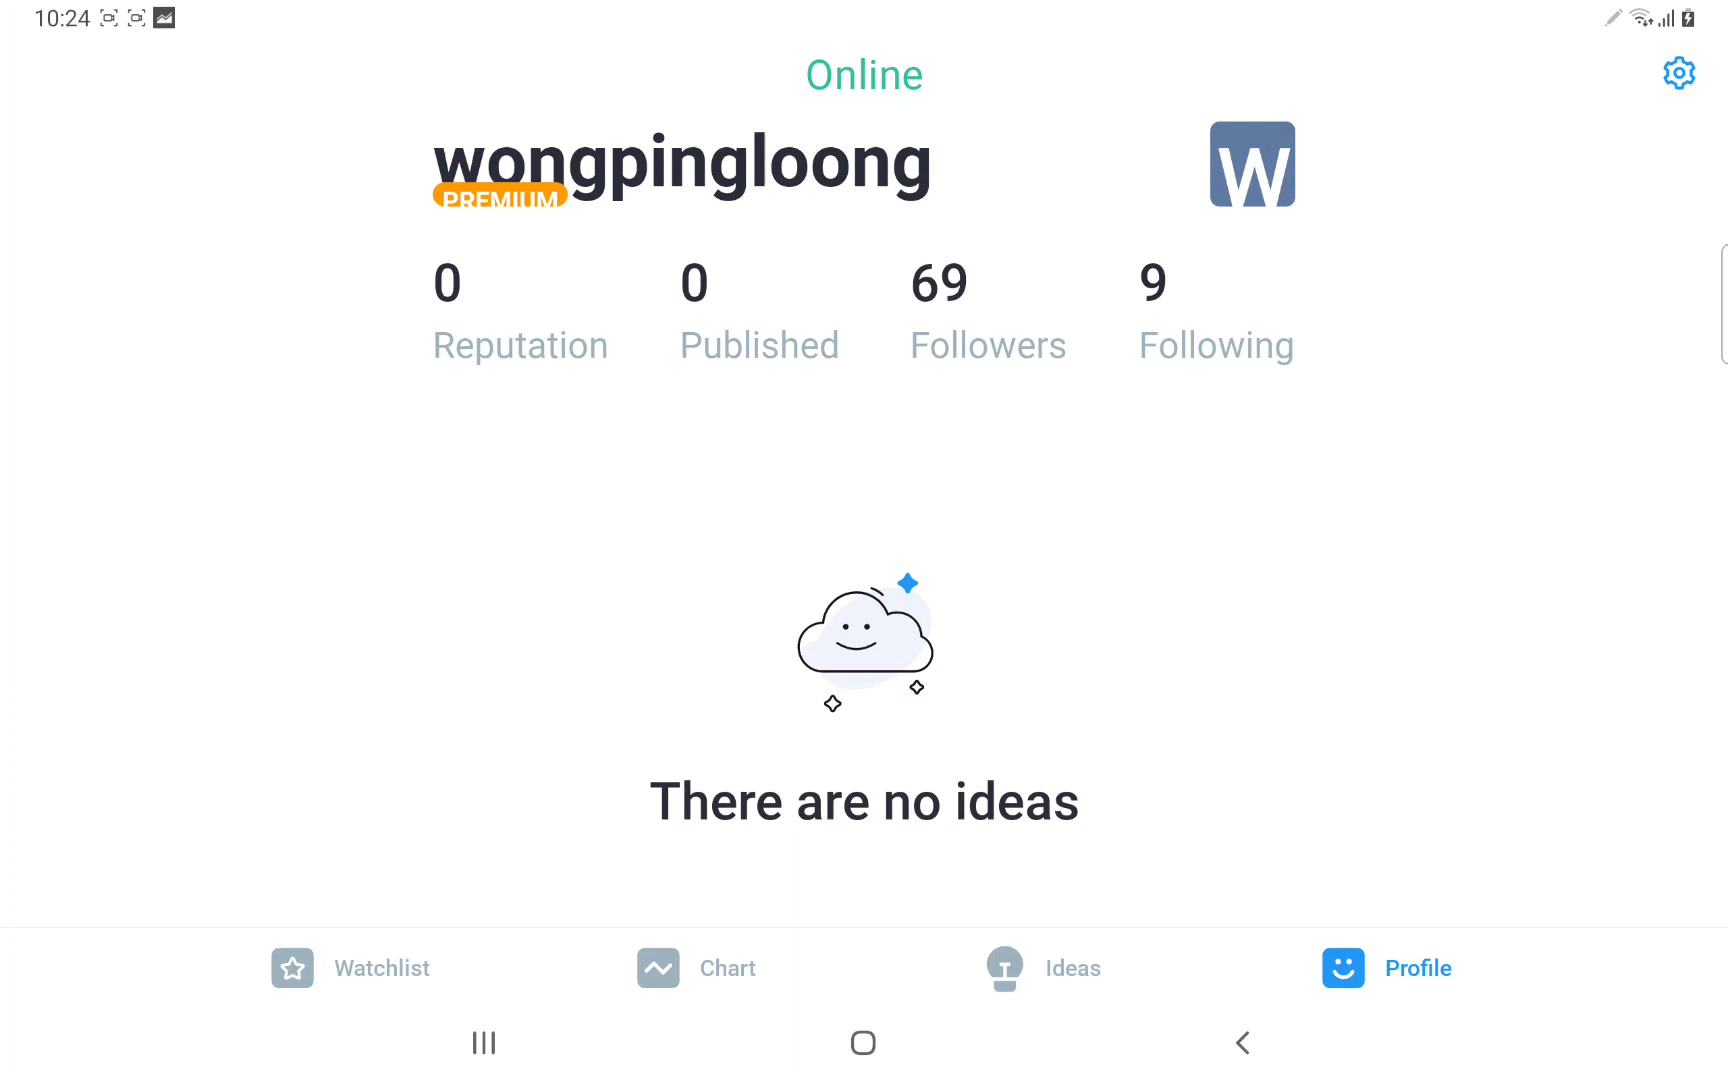 10:24
Online
wongpingloong
W
PREMIUM
0 0 69 9
Reputation Published Followers Following
There are no ideas
Watchlist Chart Ideas Profile